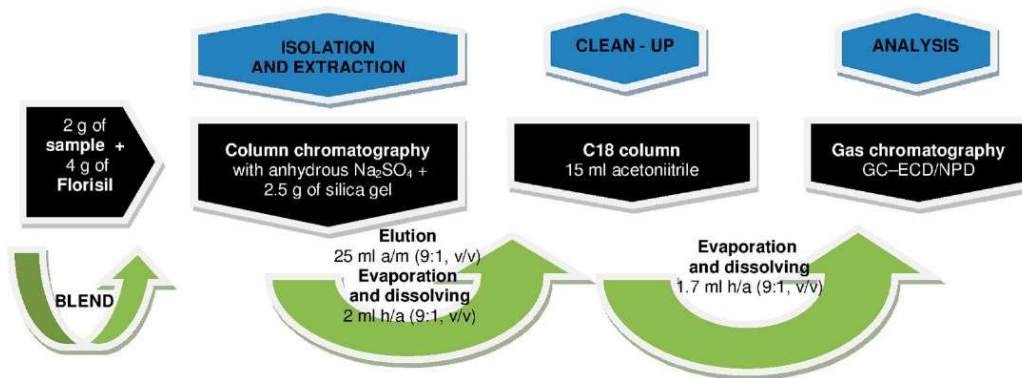 ISOLATION
AND EXTRACTION
CLEAN - UP
ANALYSIS
2 g of
sample +
4 g of
Florisil
Column chromatography
with anhydrous Na₂SO₄ +
2.5 g of silica gel
C18 column
15 ml acetoniitrile
Gas chromatography
GC–ECD/NPD
BLEND
Elution
25 ml a/m (9:1, v/v)
Evaporation
and dissolving
2 ml h/a (9:1, v/v)
Evaporation
and dissolving
1.7 ml h/a (9:1, v/v)